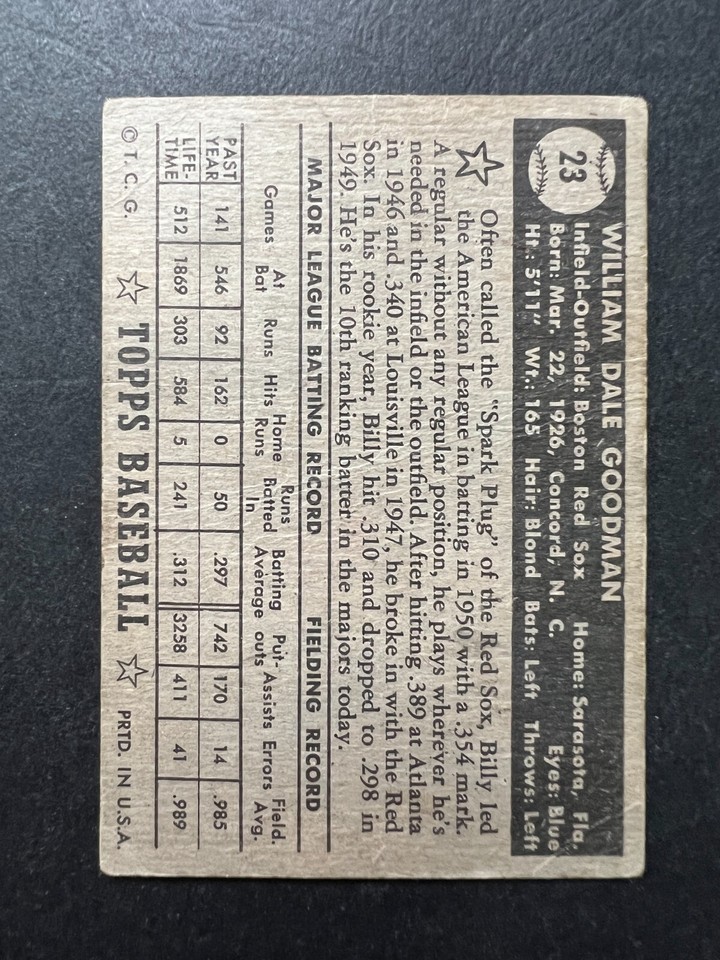 23
WILLIAM DALE GOODMAN
Infield-Outfield: Boston Red Sox Home: Sarasota, Fla.
Born: Mar. 22, 1926, Concord, N. C. Eyes: Blue
Ht.: 5'11" Wt.: 165 Hair: Blond Bats: Left Throws: Left
Often called the "Spark Plug" of the Red Sox, Billy led
the American League in batting in 1950 with a .354 mark.
A regular without any regular position, he plays wherever he's
needed in the infield or the outfield. After hitting .389 at Atlanta
in 1946 and .340 at Louisville in 1947, he broke in with the Red
Sox. In his rookie year, Billy hit .310 and dropped to .298 in
1949. He's the 10th ranking batter in the majors today.
MAJOR LEAGUE BATTING RECORD FIELDING RECORD
Games At Bat Runs Hits Home Runs Runs Batted In Batting Average Put-outs Assists Errors Field. Avg.
PAST YEAR 141 546 92 162 0 50 .297 742 170 14 .985
LIFE-TIME 512 1869 303 584 5 241 .312 3258 411 41 .989
© T. C. G. TOPPS BASEBALL PRTD. IN U.S.A.